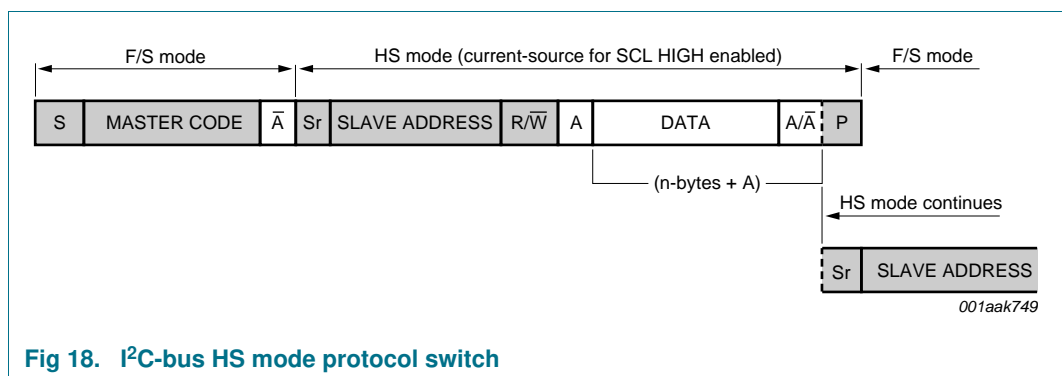 F/S mode HS mode (current-source for SCL HIGH enabled) F/S mode
S MASTER CODE A̅ Sr SLAVE ADDRESS R/W̅ A DATA A/A̅ P
(n-bytes + A)
HS mode continues
Sr SLAVE ADDRESS
001aak749
Fig 18. I²C-bus HS mode protocol switch